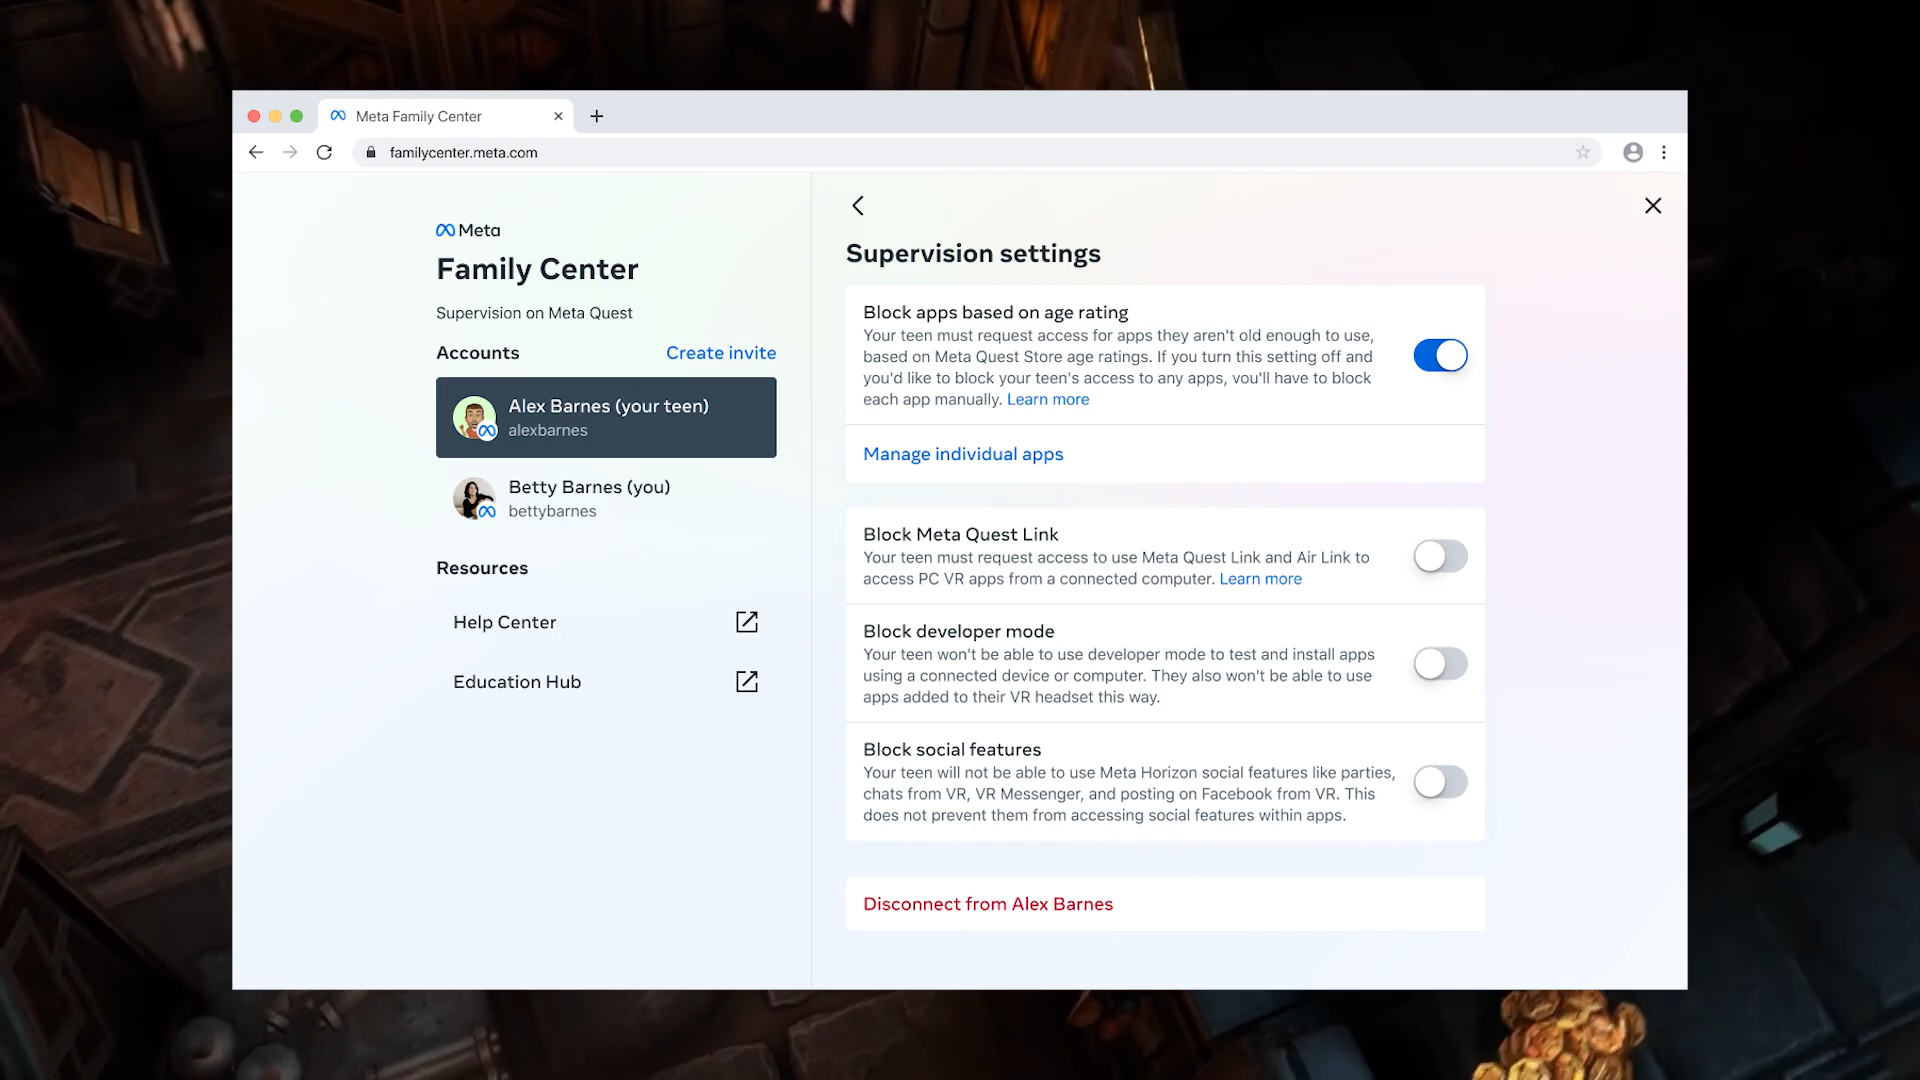 Meta Family Center
familycenter.meta.com
Meta
Family Center
Supervision on Meta Quest
Accounts
Create invite
Alex Barnes (your teen)
alexbarnes
Betty Barnes (you)
bettybarnes
Resources
Help Center
Education Hub
Supervision settings
Block apps based on age rating
Your teen must request access for apps they aren't old enough to use,
based on Meta Quest Store age ratings. If you turn this setting off and
you'd like to block your teen's access to any apps, you'll have to block
each app manually. Learn more
Manage individual apps
Block Meta Quest Link
Your teen must request access to use Meta Quest Link and Air Link to
access PC VR apps from a connected computer. Learn more
Block developer mode
Your teen won't be able to use developer mode to test and install apps
using a connected device or computer. They also won't be able to use
apps added to their VR headset this way.
Block social features
Your teen will not be able to use Meta Horizon social features like parties,
chats from VR, VR Messenger, and posting on Facebook from VR. This
does not prevent them from accessing social features within apps.
Disconnect from Alex Barnes